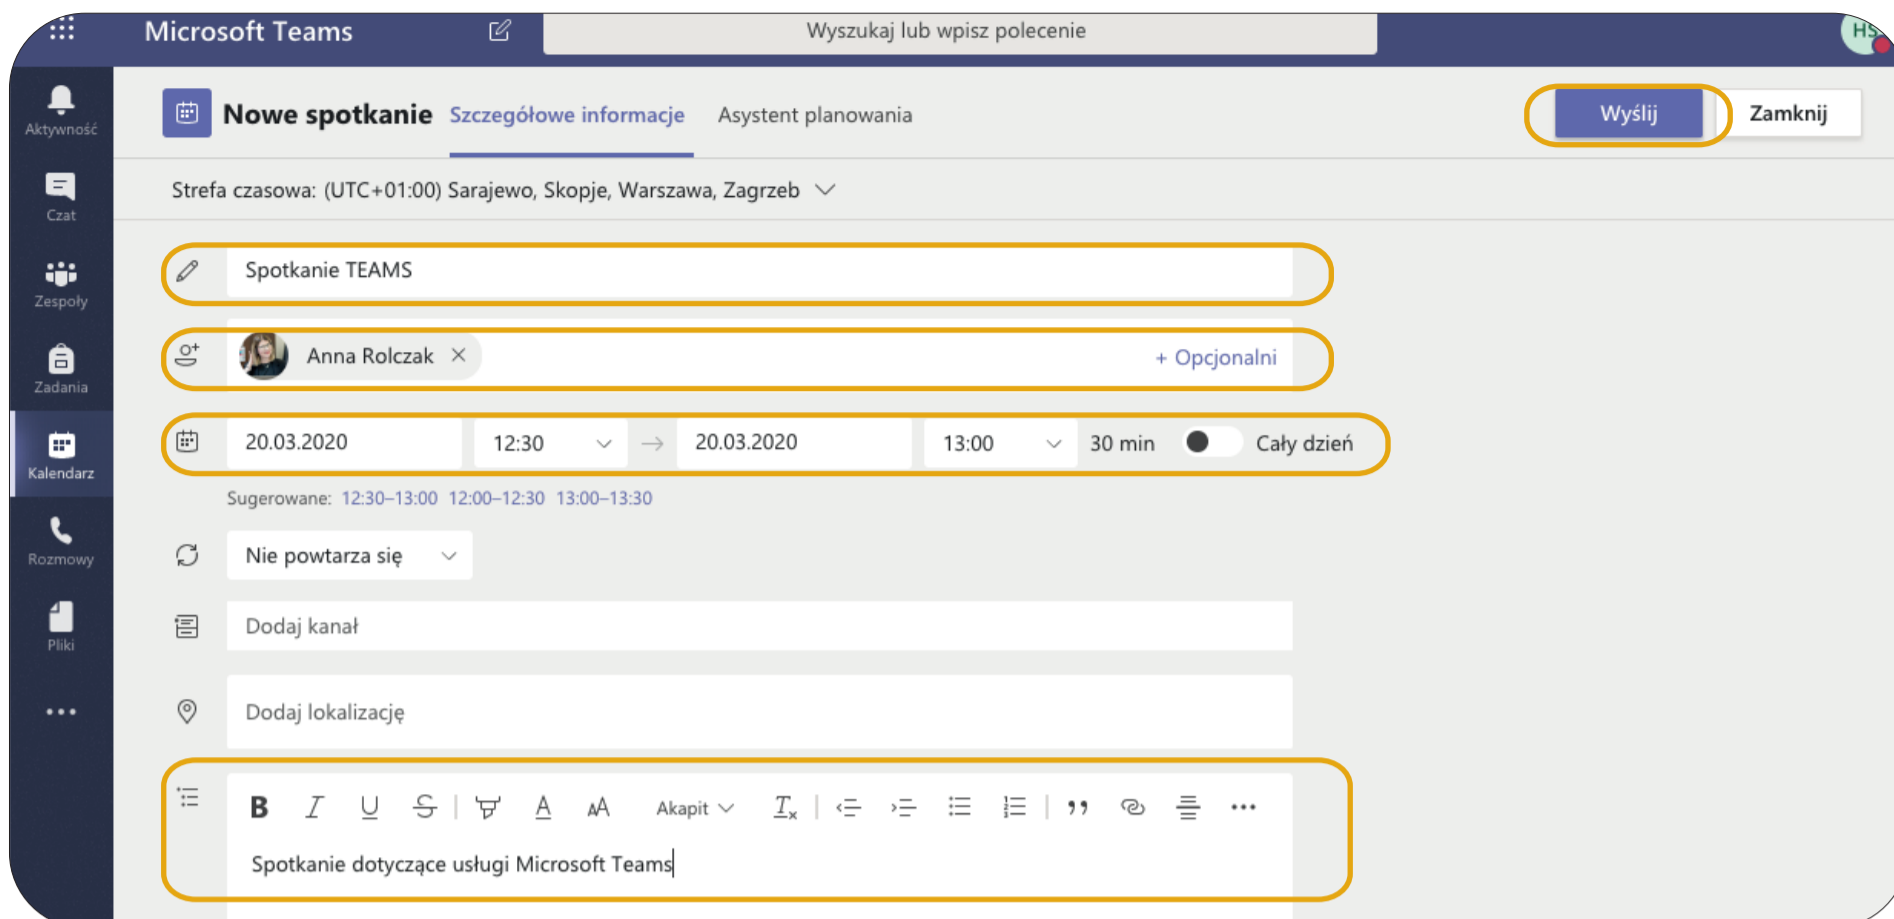 Microsoft Teams
Wyszukaj lub wpisz polecenie
HS
Aktywność
Czat
Zespoły
Zadania
Kalendarz
Rozmowy
Pliki
Nowe spotkanie Szczegółowe informacje Asystent planowania Wyślij Zamknij
Strefa czasowa: (UTC+01:00) Sarajewo, Skopje, Warszawa, Zagrzeb
Spotkanie TEAMS
Anna Rolczak × + Opcjonalni
20.03.2020 12:30 → 20.03.2020 13:00 30 min Cały dzień
Sugerowane: 12:30–13:00 12:00–12:30 13:00–13:30
Nie powtarza się
Dodaj kanał
Dodaj lokalizację
B I U S A AA Akapit Tx
Spotkanie dotyczące usługi Microsoft Teams